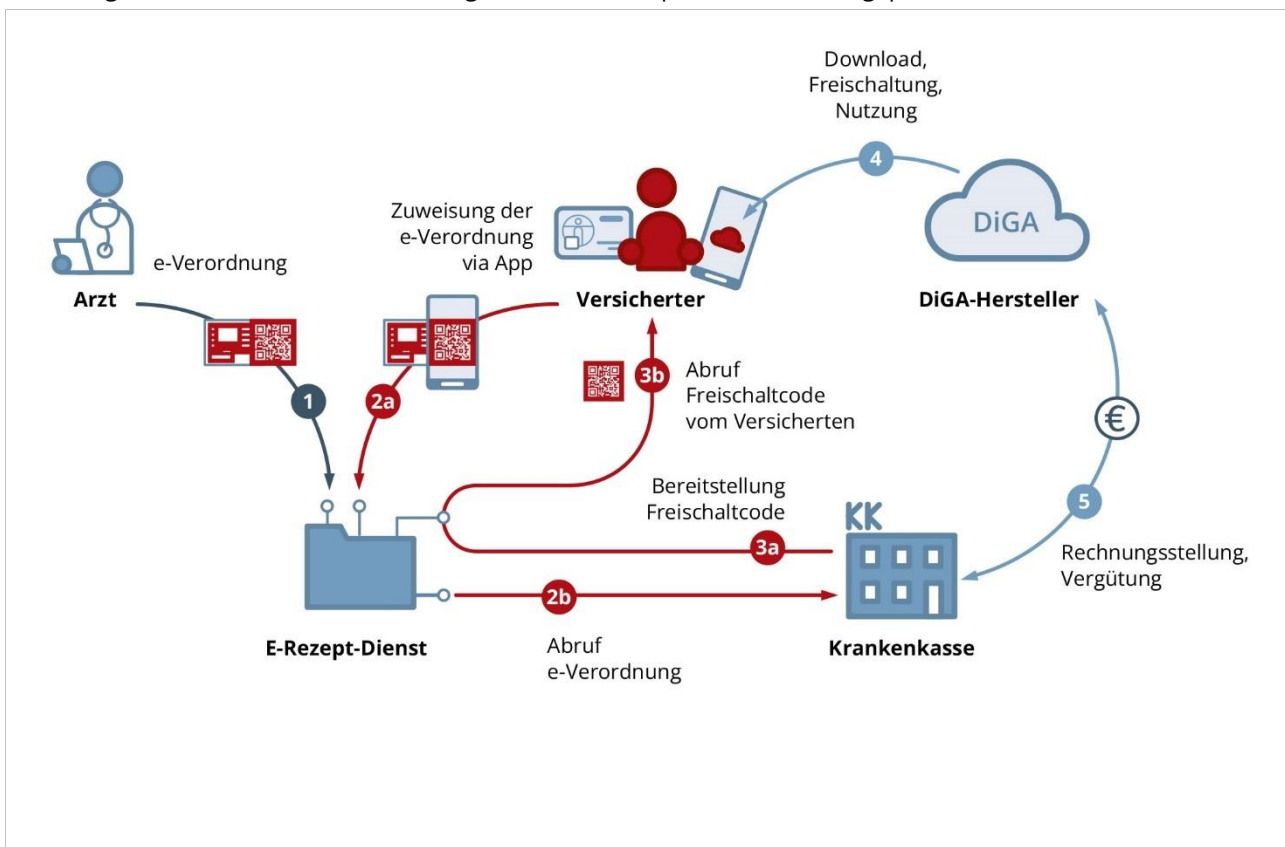 Download,
Freischaltung,
Nutzung
4
DiGA
Zuweisung der
e-Verordnung
via App
e-Verordnung
Arzt
Versicherter
DiGA-Hersteller
1
2a
3b
Abruf
Freischaltcode
vom Versicherten
€
Bereitstellung
Freischaltcode
KK
5
3a
Rechnungsstellung,
Vergütung
2b
E-Rezept-Dienst
Abruf
e-Verordnung
Krankenkasse